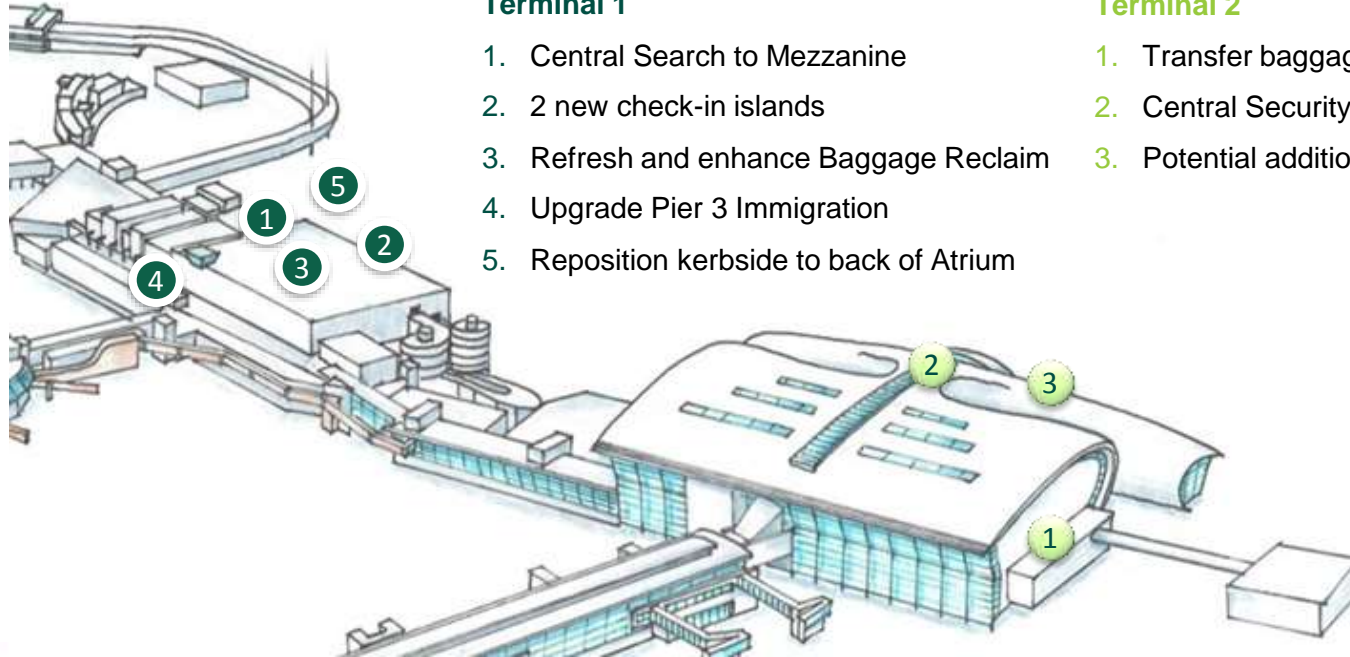 Terminal 1
1. Central Search to Mezzanine
2. 2 new check-in islands
3. Refresh and enhance Baggage Reclaim
4. Upgrade Pier 3 Immigration
5. Reposition kerbside to back of Atrium
Terminal 2
1. Transfer
2. Central Security
3. Potential
5
1
2
3
4
2
3
1